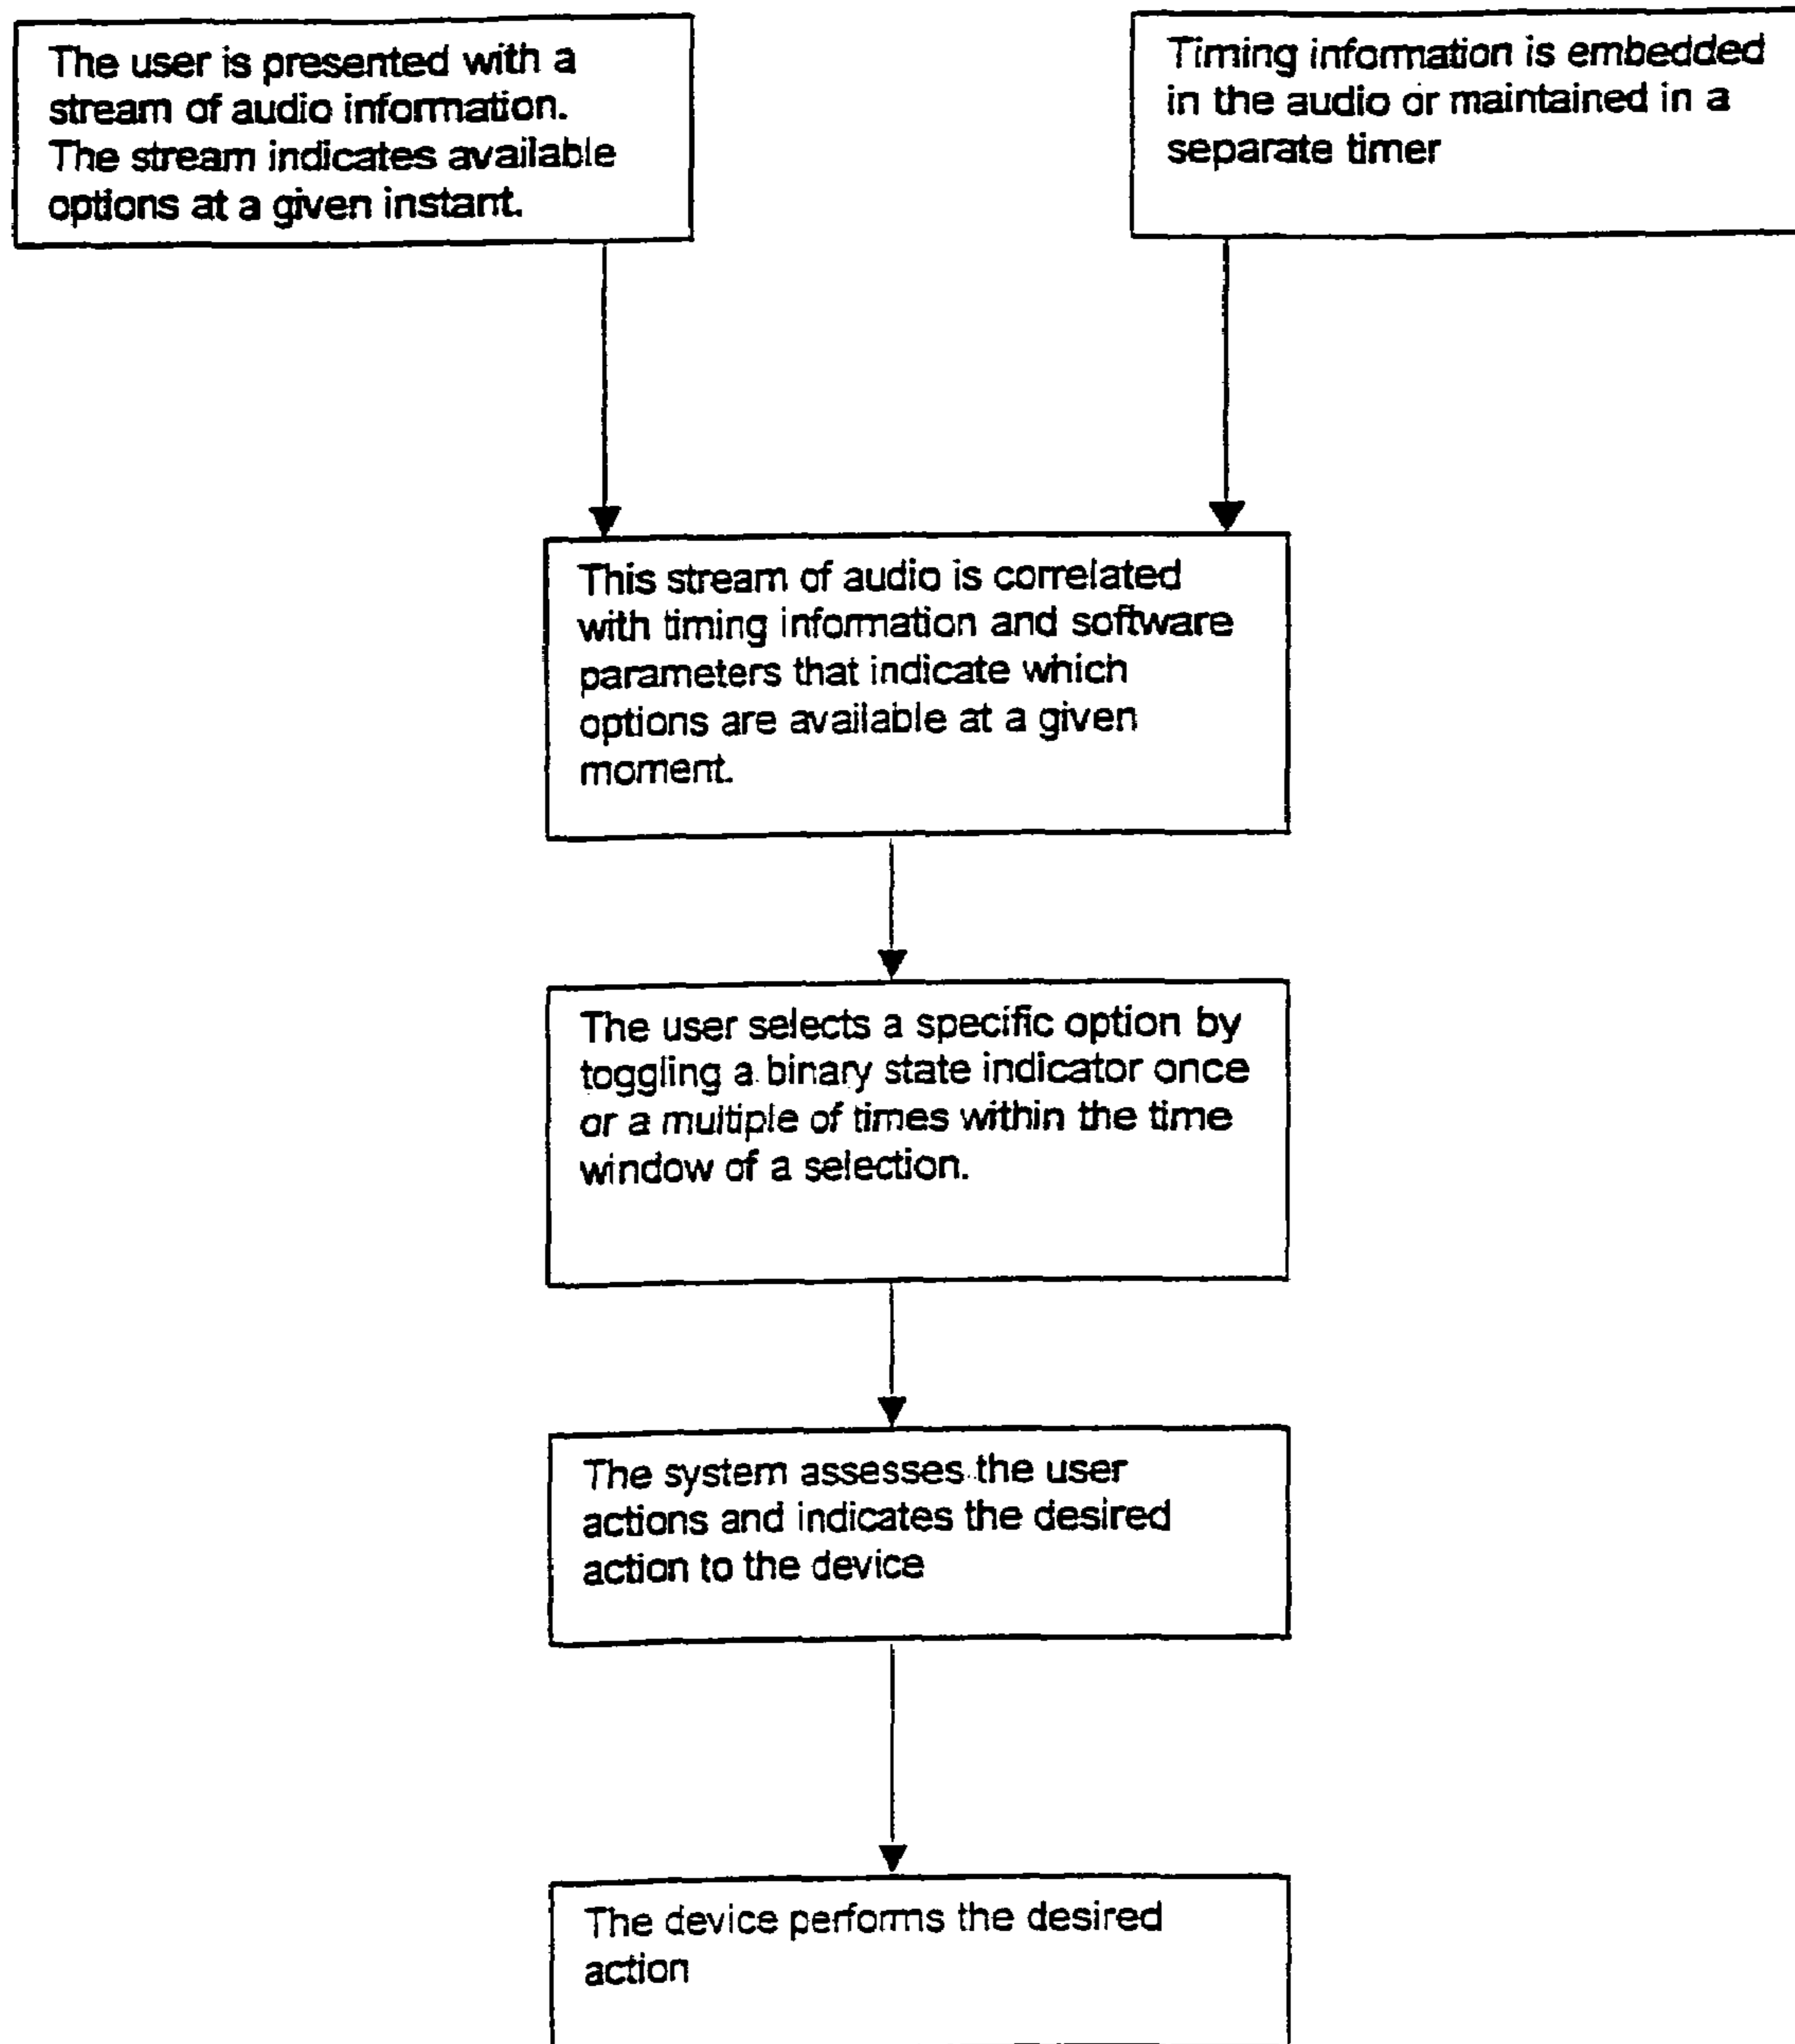 The user is presented with a
stream of audio information.
The stream indicates available
options at a given instant.
Timing information is embedded
in the audio or maintained in a
separate timer
This stream of audio is correlated
with timing information and software
parameters that indicate which
options are available at a given
moment.
The user selects a specific option by
toggling a binary state indicator once
or a multiple of times within the time
window of a selection.
The system assesses the user
actions and indicates the desired
action to the device
The device performs the desired
action